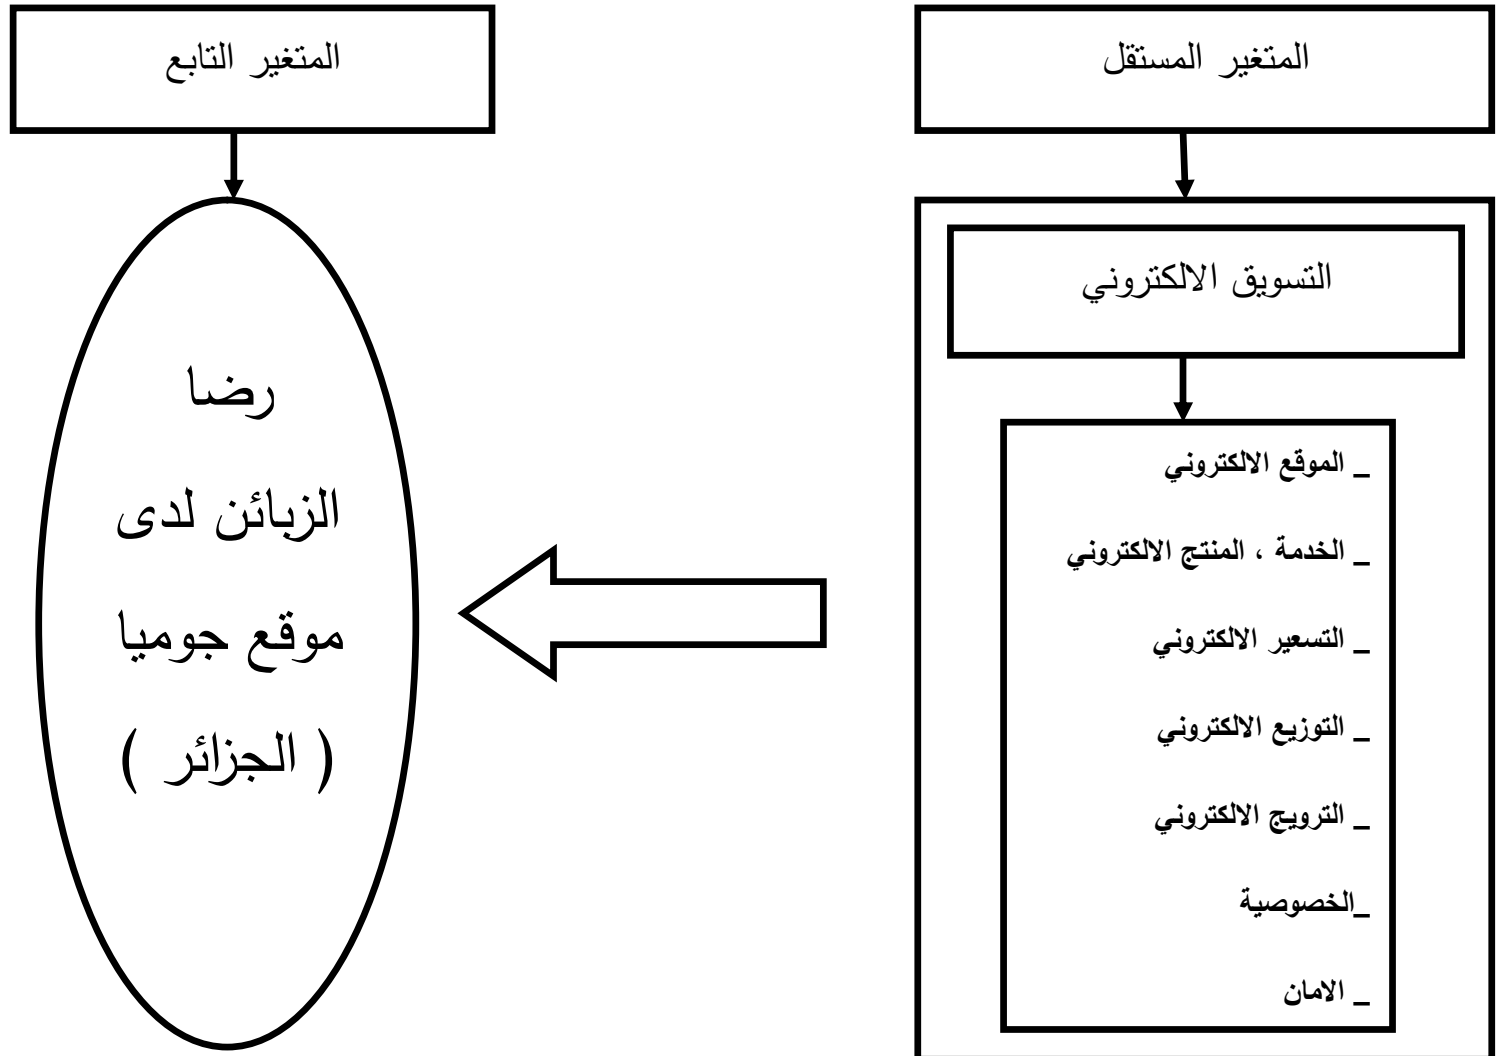 المتغير المستقل
المتغير التابع
التسويق الالكتروني
_ الموقع الالكتروني
_ الخدمة ، المنتج الالكتروني
_ التسعير الالكتروني
_ التوزيع الالكتروني
_ الترويج الالكتروني
_الخصوصية
_ الامان
رضا
الزبائن لدى
موقع جوميا
( الجزائر )